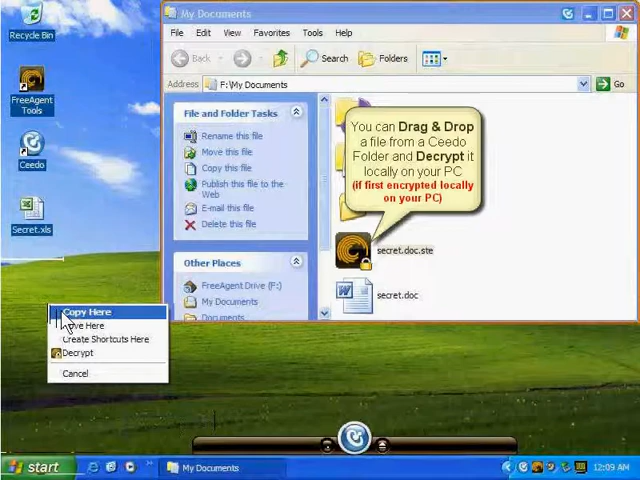 Recycle Bin
FreeAgent
Tools
Ceedo
Secret.xls
My Documents
File Edit View Favorites Tools Help
Back Search Folders
Address F:\My Documents Go
File and Folder Tasks
Rename this file
Move this file
Copy this file
Publish this file to the
Web
E-mail this file
Delete this file
Other Places
FreeAgent Drive (F:)
My Documents
Documents
You can Drag & Drop
a file from a Ceedo
Folder and Decrypt it
locally on your PC
(if first encrypted locally
on your PC)
secret.doc.ste
secret.doc
Copy Here
Here
Create Shortcuts Here
Decrypt
Cancel
start
My Documents
12:09 AM